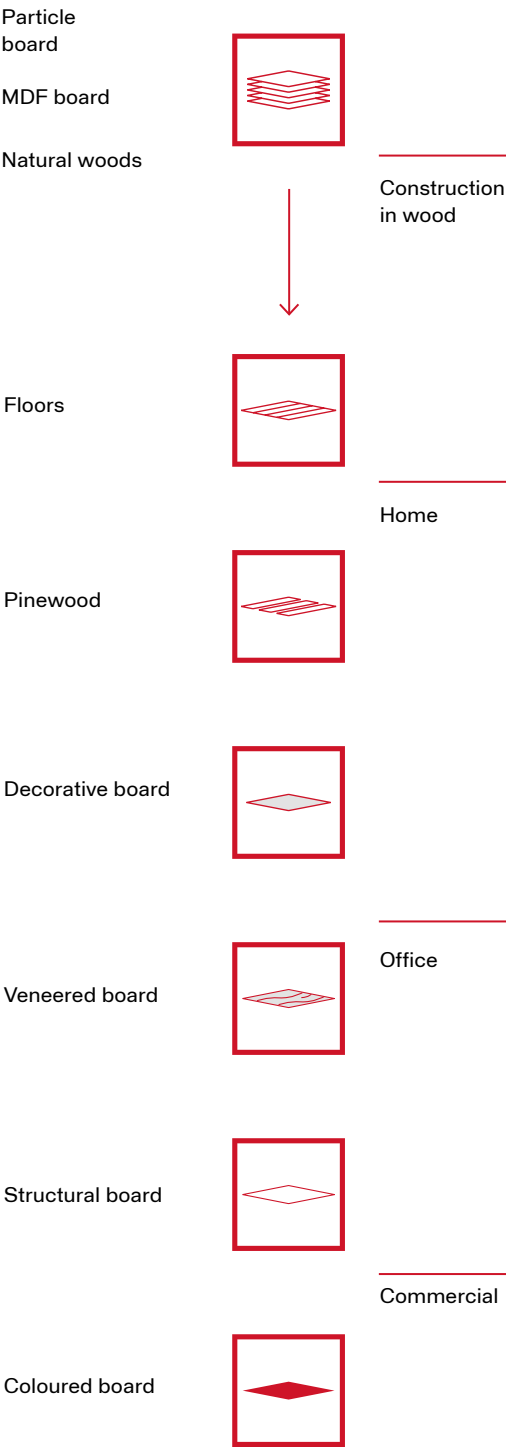 Particle
board
MDF board
Natural woods
Construction
in wood
Floors
Home
Pinewood
Decorative board
Office
Veneered board
Structural board
Commercial
Coloured board